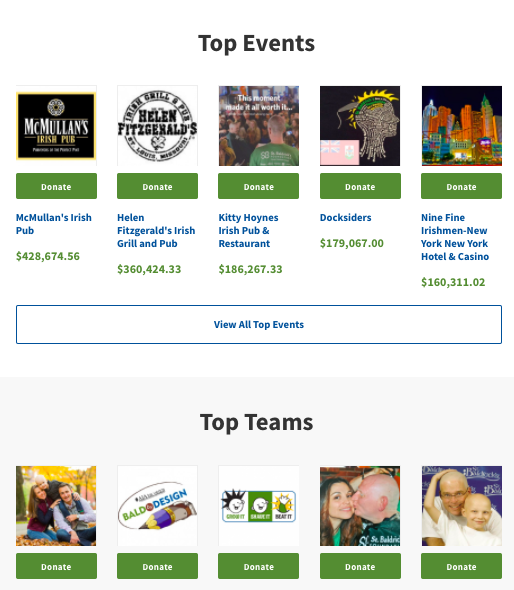 Top Events
McMULLAN'S
IRISH PUB
IRISH GRILL & PUB
HELEN
FITZGERALD'S
ST. LOUIS, MISSOURI
This moment
made it all worth it...
Donate
Donate
Donate
Donate
Donate
McMullan's Irish
Pub
$428,674.56
Helen
Fitzgerald's Irish
Grill and Pub
$360,424.33
Kitty Hoynes
Irish Pub &
Restaurant
$186,267.33
Docksiders
$179,067.00
Nine Fine
Irishmen-New
York New York
Hotel & Casino
$160,311.02
View All Top Events
Top Teams
BALD BY DESIGN
GROW IT
SHAVE IT
BEAT IT
St. Baldrick
Donate
Donate
Donate
Donate
Donate